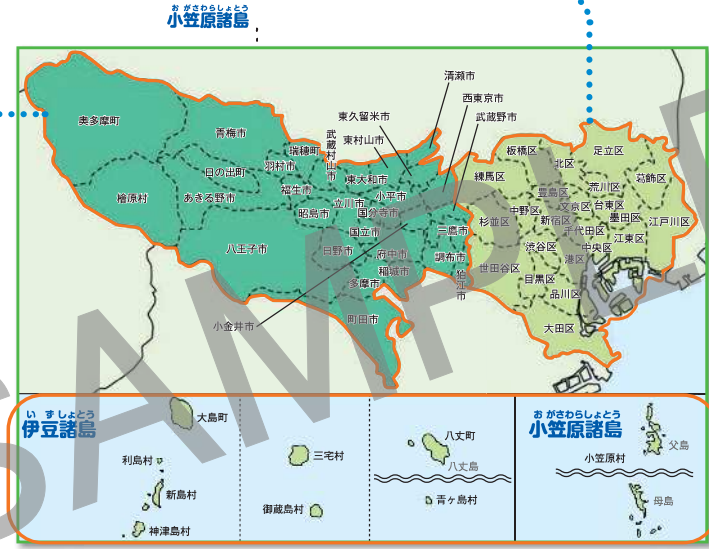 お がさわらしょとう
小笠原諸島
清瀬市
西東京市
東久留米市
武蔵野市
奥多摩町
青梅市
武蔵村山市
東村山市
瑞穂町
板橋区
足立区
北区
日の出町
羽村市
東大和市
練馬区
葛飾区
檜原村
あきる野市
福生市
小平市
豊島区
荒川区
昭島市
立川市
国分寺市
中野区
文京区
台東区
杉並区
新宿区
墨田区
江戸川区
国立市
三鷹市
千代田区
八王子市
日野市
府中市
調布市
渋谷区
中央区
江東区
港区
稲城市
狛江市
世田谷区
目黒区
多摩市
品川区
小金井市
町田市
大田区
い ず しょとう
伊豆諸島
大島町
利島村
新島村
神津島村
三宅村
御蔵島村
八丈町
八丈島
青ヶ島村
お がさわらしょとう
小笠原諸島
小笠原村
父島
母島
SAMPLE